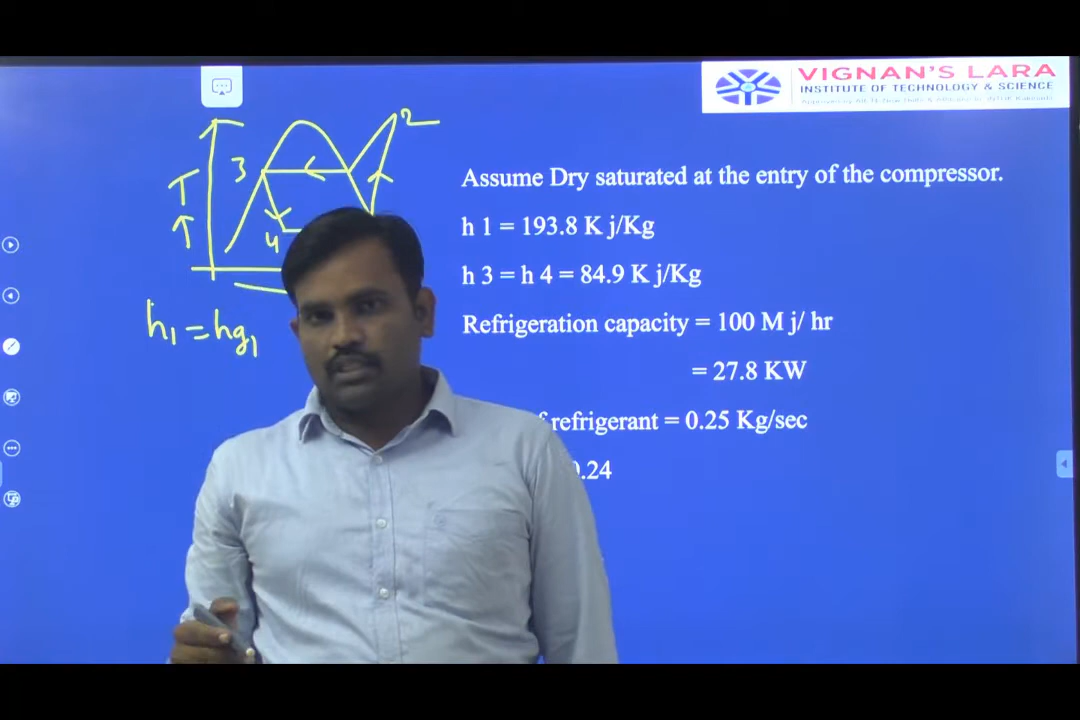 VIGNAN'S LARA
INSTITUTE OF TECHNOLOGY & SCIENCE
T
3
2
4
h1 = hg1
Assume Dry saturated at the entry of the compressor.
h 1 = 193.8 K j/Kg
h 3 = h 4 = 84.9 K j/Kg
Refrigeration capacity = 100 M j/ hr
= 27.8 KW
refrigerant = 0.25 Kg/sec
0.24